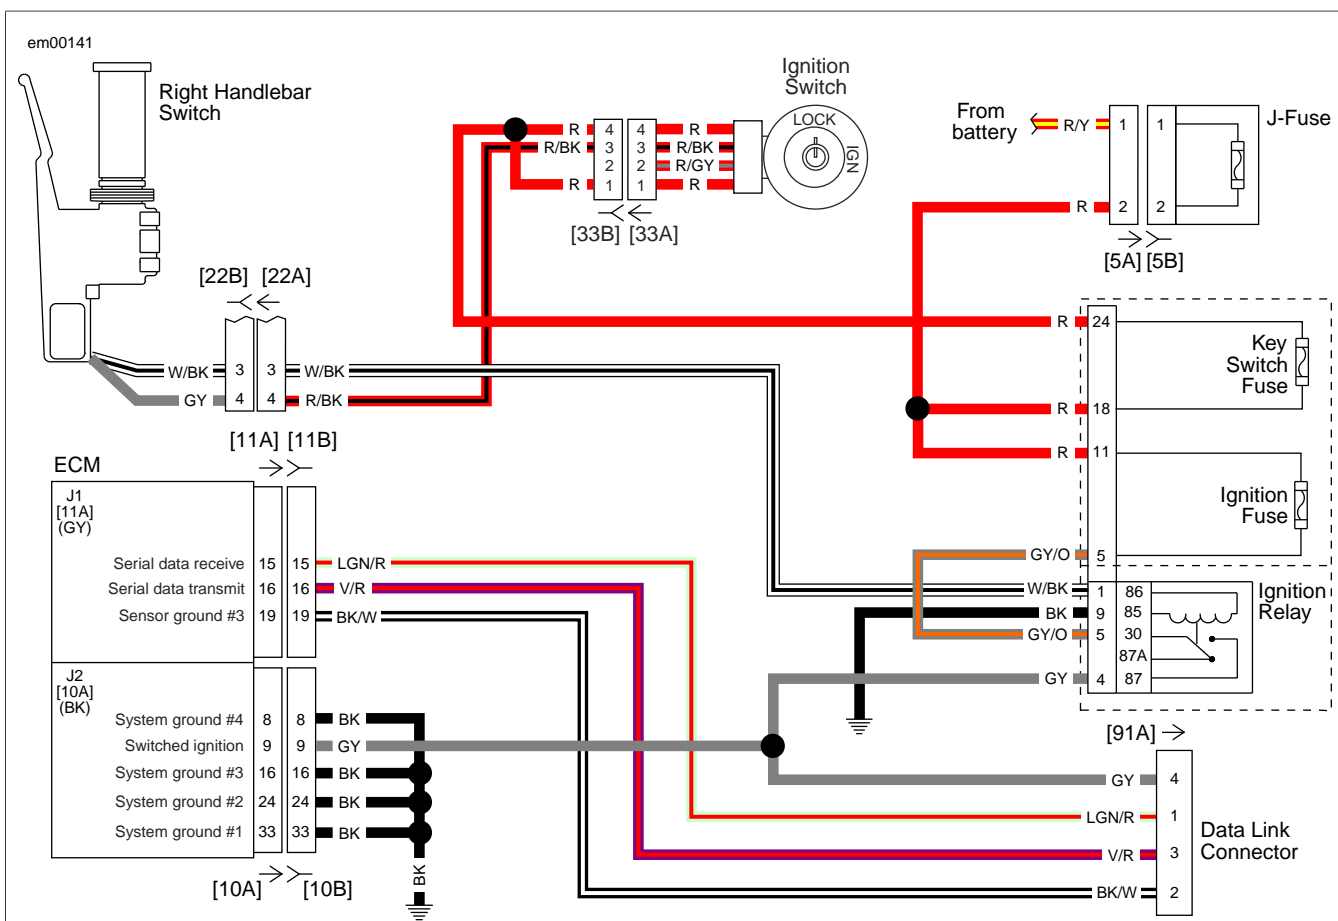 em00141
Right Handlebar
Switch
Ignition
Switch
LOCK
IGN
From
battery
R/Y
1
1
J-Fuse
R
2
2
[5A] [5B]
R
4
4
R
R/BK
3
3
R/BK
2
2
R/GY
R
1
1
R
[33B] [33A]
[22B] [22A]
W/BK
3
3
W/BK
GY
4
4
R/BK
R
24
Key
Switch
Fuse
R
18
R
11
Ignition
Fuse
GY/O
5
W/BK
1
86
BK
9
85
GY/O
5
30
87A
GY
4
87
Ignition
Relay
[11A] [11B]
ECM
J1
[11A]
(GY)
Serial data receive
15
15
LGN/R
Serial data transmit
16
16
V/R
Sensor ground #3
19
19
BK/W
J2
[10A]
(BK)
System ground #4
8
8
BK
Switched ignition
9
9
GY
System ground #3
16
16
BK
System ground #2
24
24
BK
System ground #1
33
33
BK
BK
[10A] [10B]
[91A]
GY
4
LGN/R
1
V/R
3
BK/W
2
Data Link
Connector